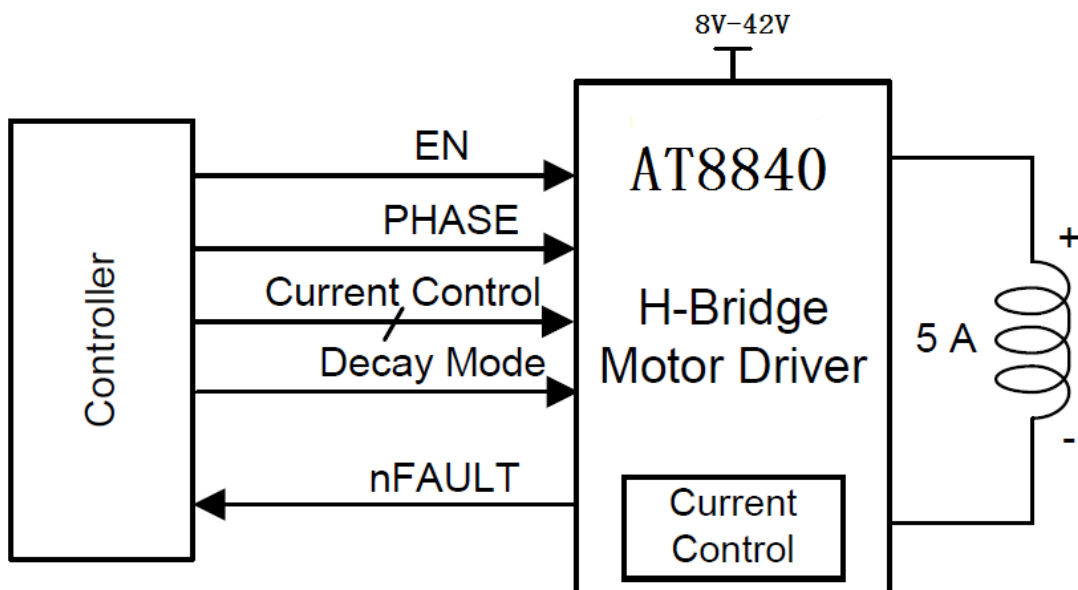 8V-42V
Controller
EN
PHASE
Current Control
Decay Mode
nFAULT
AT8840
H-Bridge
Motor Driver
Current
Control
5 A
+
-